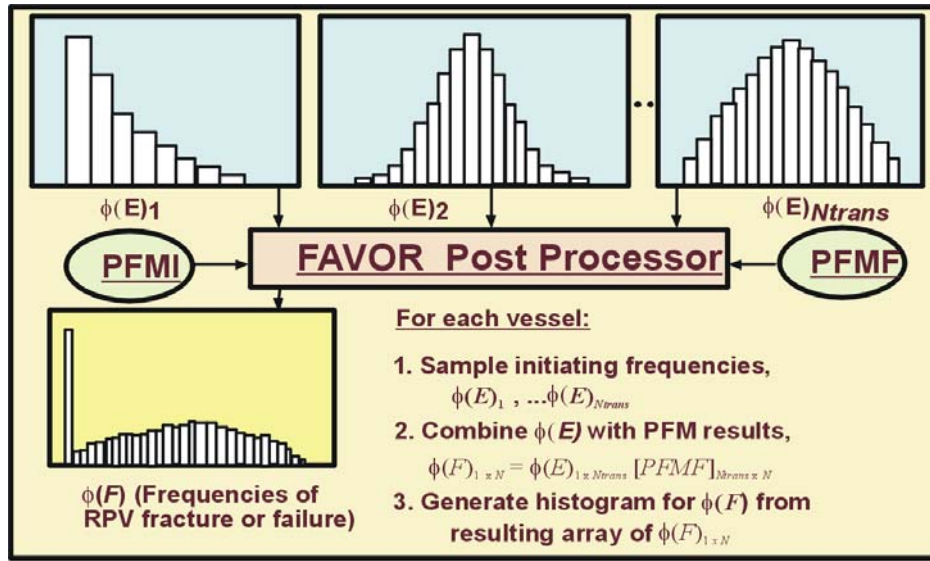 ϕ(E)1
ϕ(E)2
ϕ(E)Ntrans
PFMI
FAVOR Post Processor
PFMF
ϕ(F) (Frequencies of
RPV fracture or failure)
For each vessel:
1. Sample initiating frequencies,
ϕ(E)₁ , ...ϕ(E)Ntrans
2. Combine ϕ(E) with PFM results,
ϕ(F)1 x N = ϕ(E)1 x Ntrans [PFMF]Ntrans x N
3. Generate histogram for ϕ(F) from
resulting array of ϕ(F)1 x N